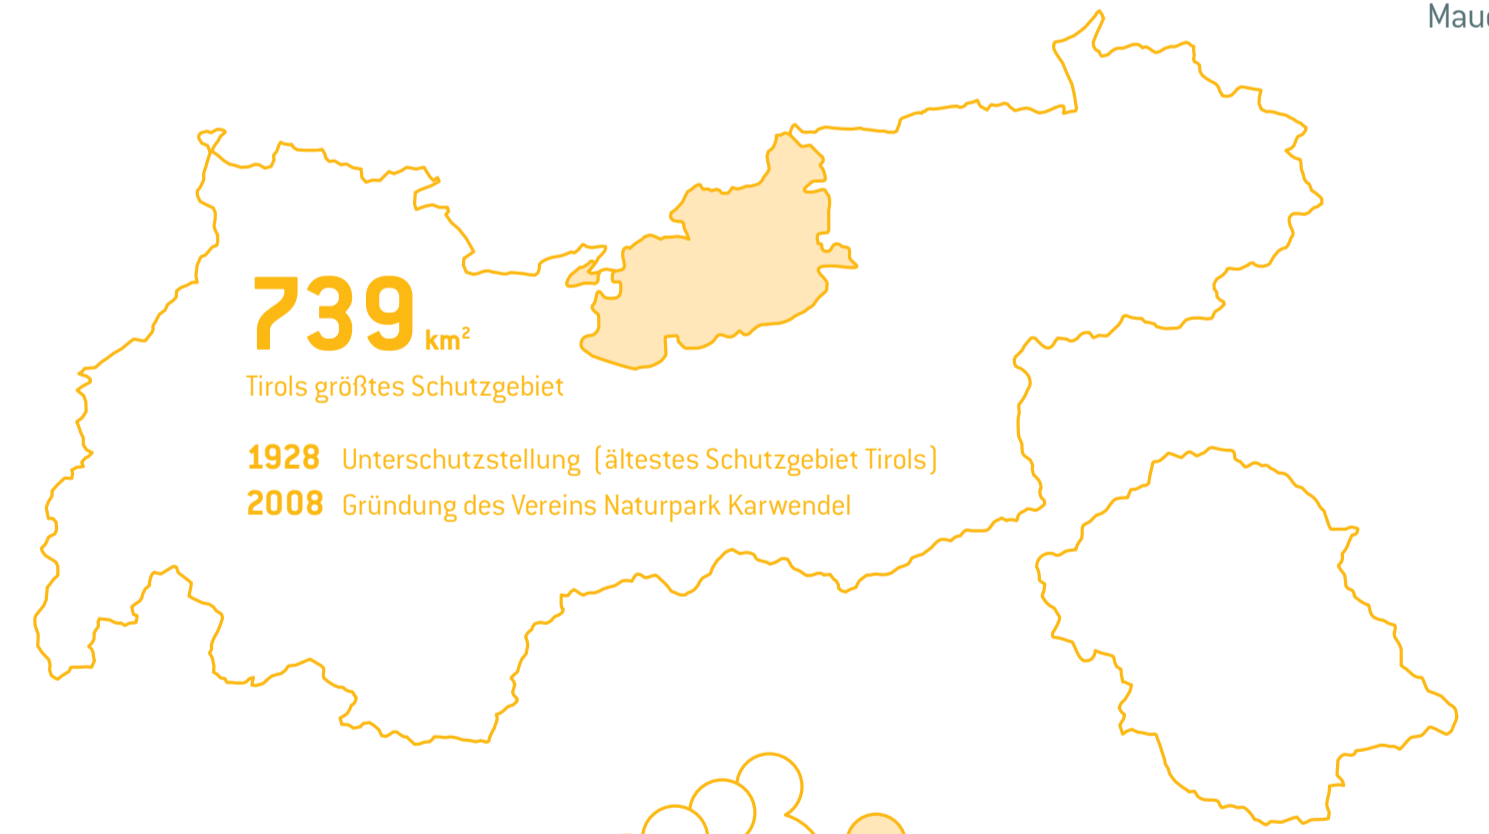 739 km²
Tirols größtes Schutzgebiet
1928 Unterschutzstellung (ältestes Schutzgebiet Tirols)
2008 Gründung des Vereins Naturpark Karwendel